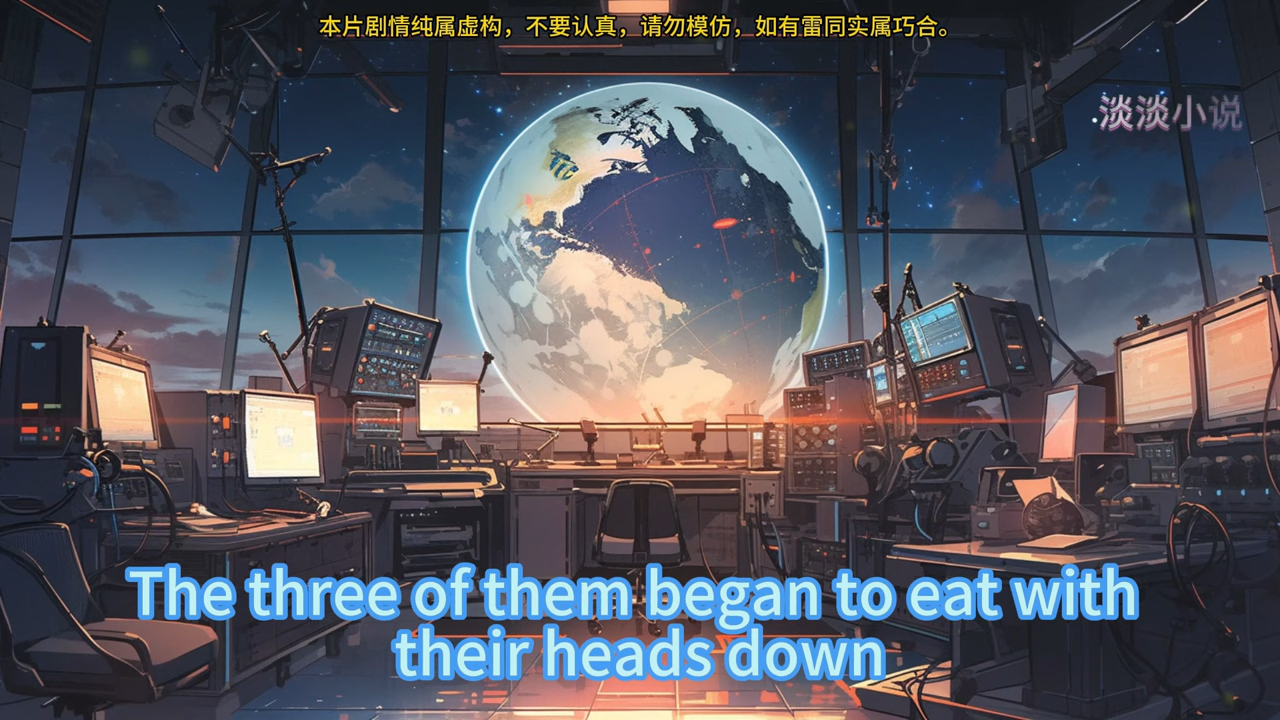 本片剧情纯属虚构，不要认真，请勿模仿，如有雷同实属巧合。
淡淡小说
The three of them began to eat with
their heads down